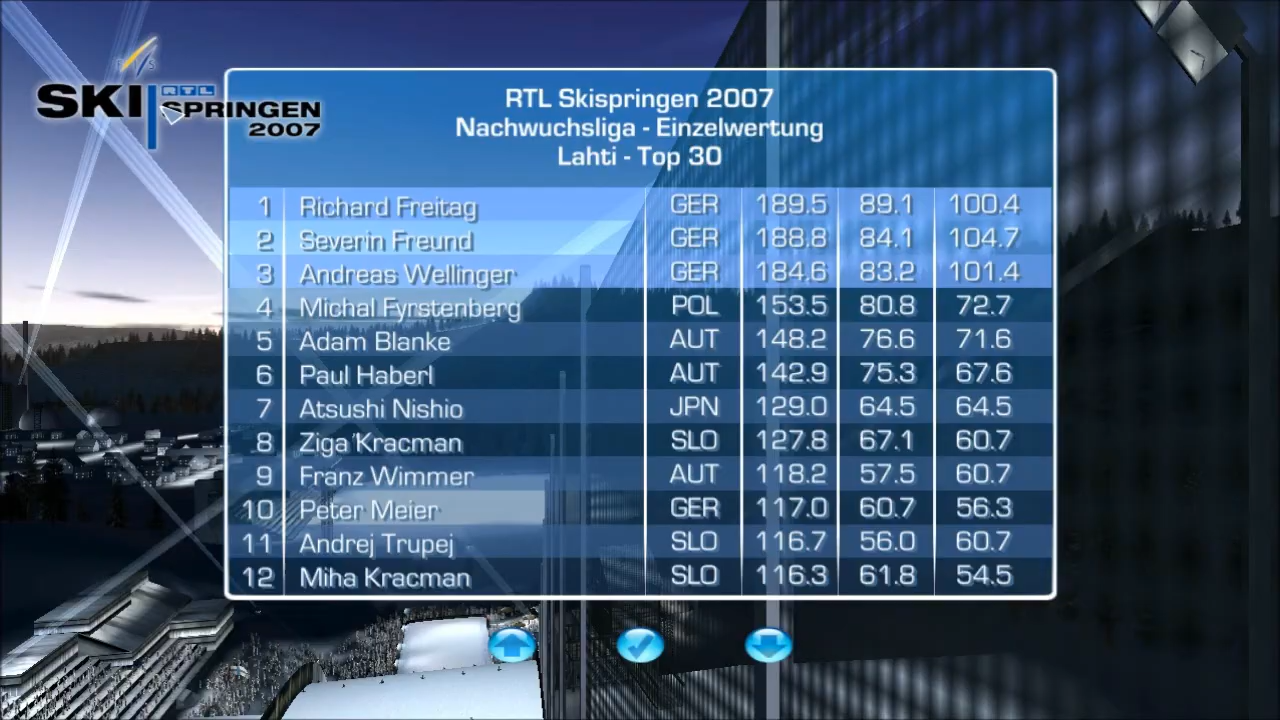 FIS
SKI RTL SPRINGEN 2007
RTL Skispringen 2007
Nachwuchsliga - Einzelwertung
Lahti - Top 30
1 Richard Freitag GER 189.5 89.1 100.4
2 Severin Freund GER 188.8 84.1 104.7
3 Andreas Wellinger GER 184.6 83.2 101.4
4 Michal Fyrstenberg POL 153.5 80.8 72.7
5 Adam Blanke AUT 148.2 76.6 71.6
6 Paul Haberl AUT 142.9 75.3 67.6
7 Atsushi Nishio JPN 129.0 64.5 64.5
8 Ziga Kracman SLO 127.8 67.1 60.7
9 Franz Wimmer AUT 118.2 57.5 60.7
10 Peter Meier GER 117.0 60.7 56.3
11 Andrej Trupej SLO 116.7 56.0 60.7
12 Miha Kracman SLO 116.3 61.8 54.5